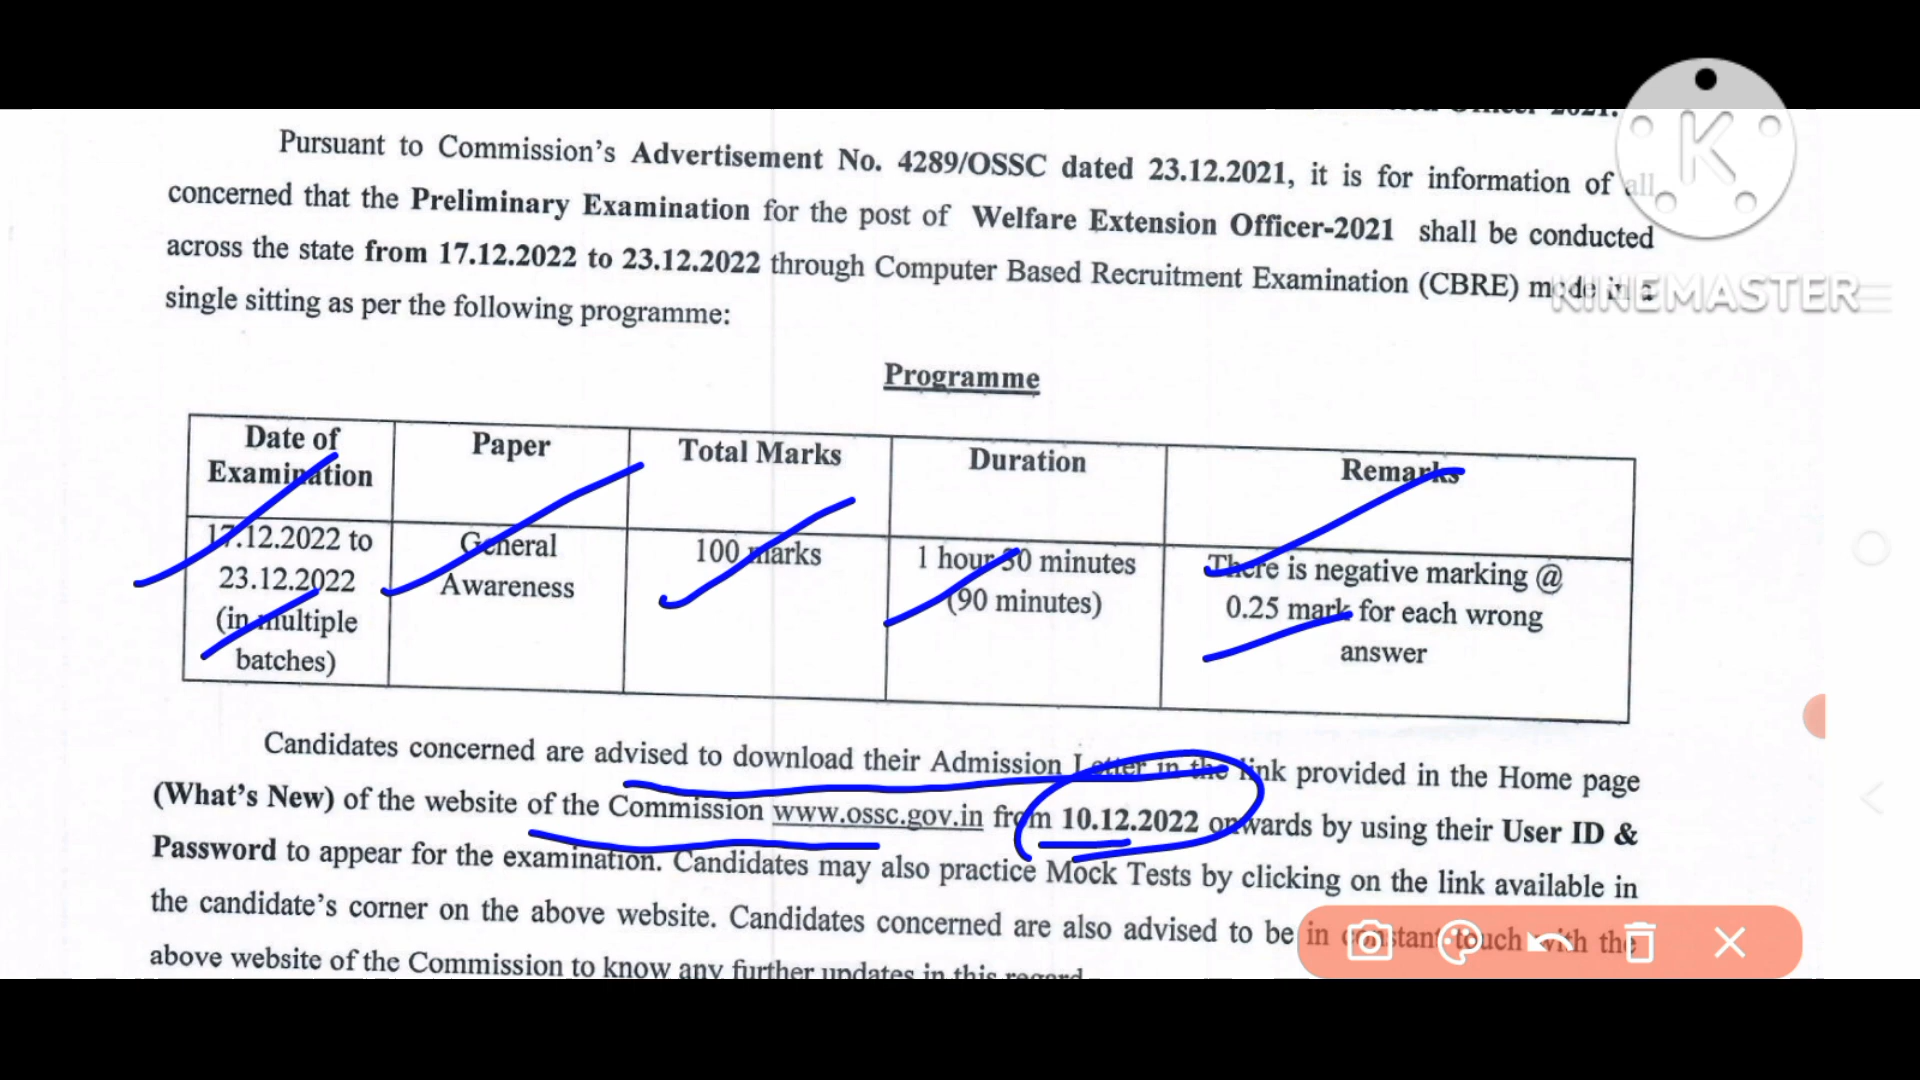 Officer-2021.
Pursuant to Commission's Advertisement No. 4289/OSSC dated 23.12.2021, it is for information of all
concerned that the Preliminary Examination for the post of Welfare Extension Officer-2021 shall be conducted
across the state from 17.12.2022 to 23.12.2022 through Computer Based Recruitment Examination (CBRE) mode in a
single sitting as per the following programme:
K
KINEMASTER
Programme
Date of Examination
Paper
Total Marks
Duration
Remarks
17.12.2022 to
23.12.2022
(in multiple
batches)
General
Awareness
100 marks
1 hour 30 minutes
(90 minutes)
There is negative marking @
0.25 mark for each wrong
answer
Candidates concerned are advised to download their Admission Letter in the link provided in the Home page
(What's New) of the website of the Commission www.ossc.gov.in from 10.12.2022 onwards by using their User ID &
Password to appear for the examination. Candidates may also practice Mock Tests by clicking on the link available in
the candidate's corner on the above website. Candidates concerned are also advised to be in constant touch with the
above website of the Commission to know any further updates in this regard.